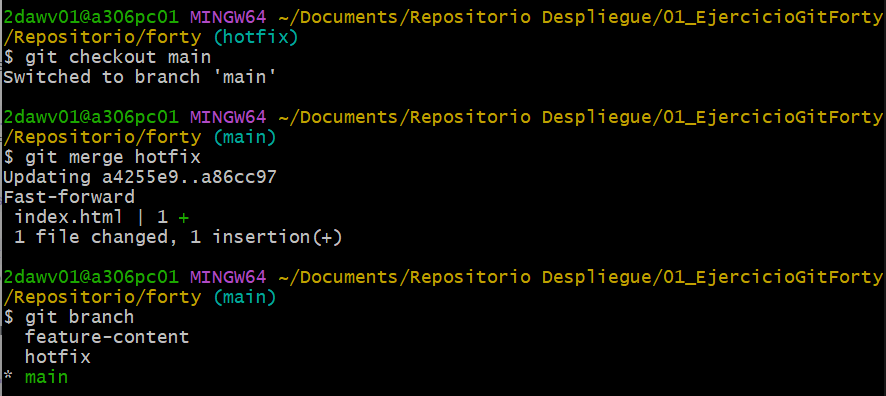 2dawv01@a306pc01 MINGW64 ~/Documents/Repositorio Despliegue/01_EjercicioGitForty
/Repositorio/forty (hotfix)
$ git checkout main
Switched to branch 'main'
2dawv01@a306pc01 MINGW64 ~/Documents/Repositorio Despliegue/01_EjercicioGitForty
/Repositorio/forty (main)
$ git merge hotfix
Updating a4255e9..a86cc97
Fast-forward
 index.html | 1 +
 1 file changed, 1 insertion(+)
2dawv01@a306pc01 MINGW64 ~/Documents/Repositorio Despliegue/01_EjercicioGitForty
/Repositorio/forty (main)
$ git branch
  feature-content
  hotfix
* main